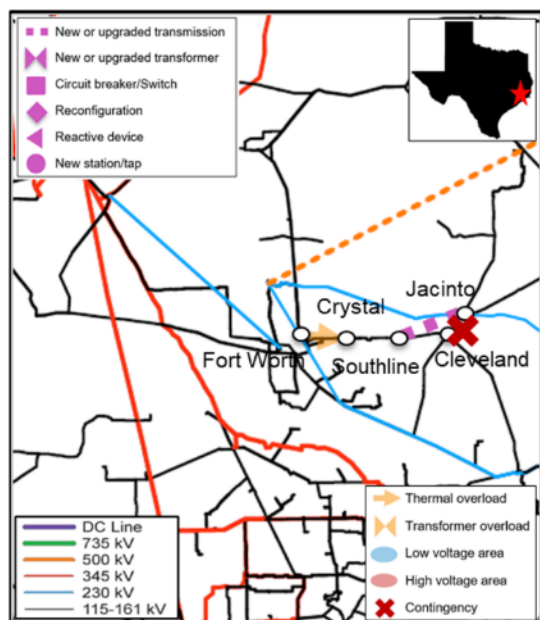 New or upgraded transmission
New or upgraded transformer
Circuit breaker/Switch
Reconfiguration
Reactive device
New station/tap
Jacinto
Crystal
Fort Worth
Southline
Cleveland
DC Line
735 kV
500 kV
345 kV
230 kV
115-161 kV
Thermal overload
Transformer overload
Low voltage area
High voltage area
Contingency